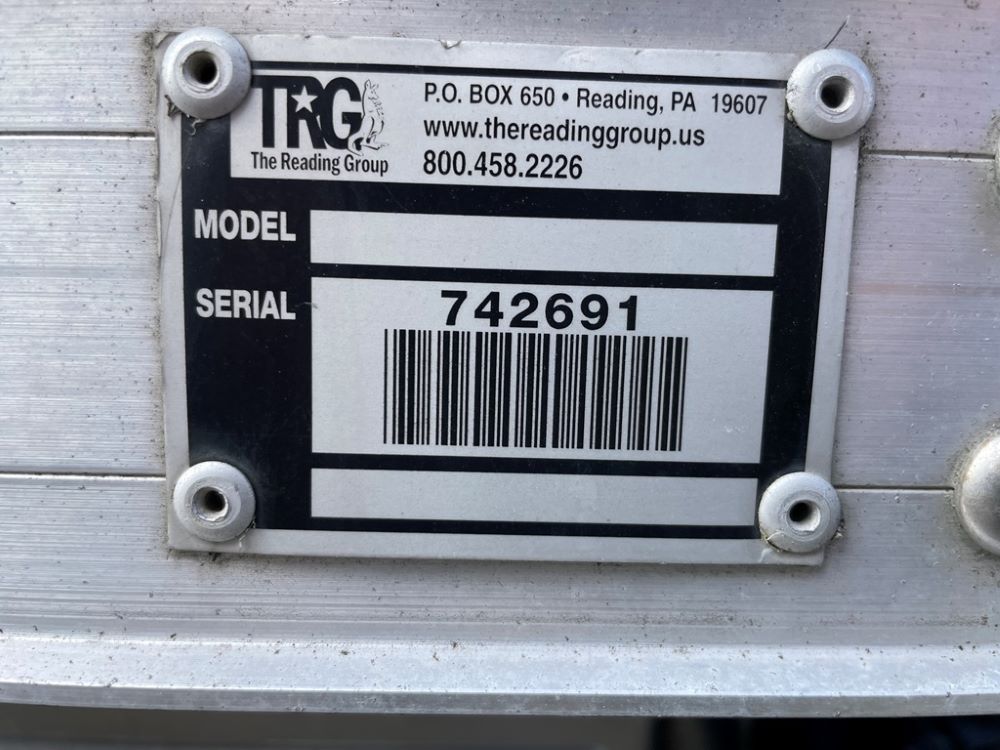 TRG
The Reading Group
P.O. BOX 650 • Reading, PA 19607
www.thereadinggroup.us
800.458.2226
MODEL
SERIAL
742691